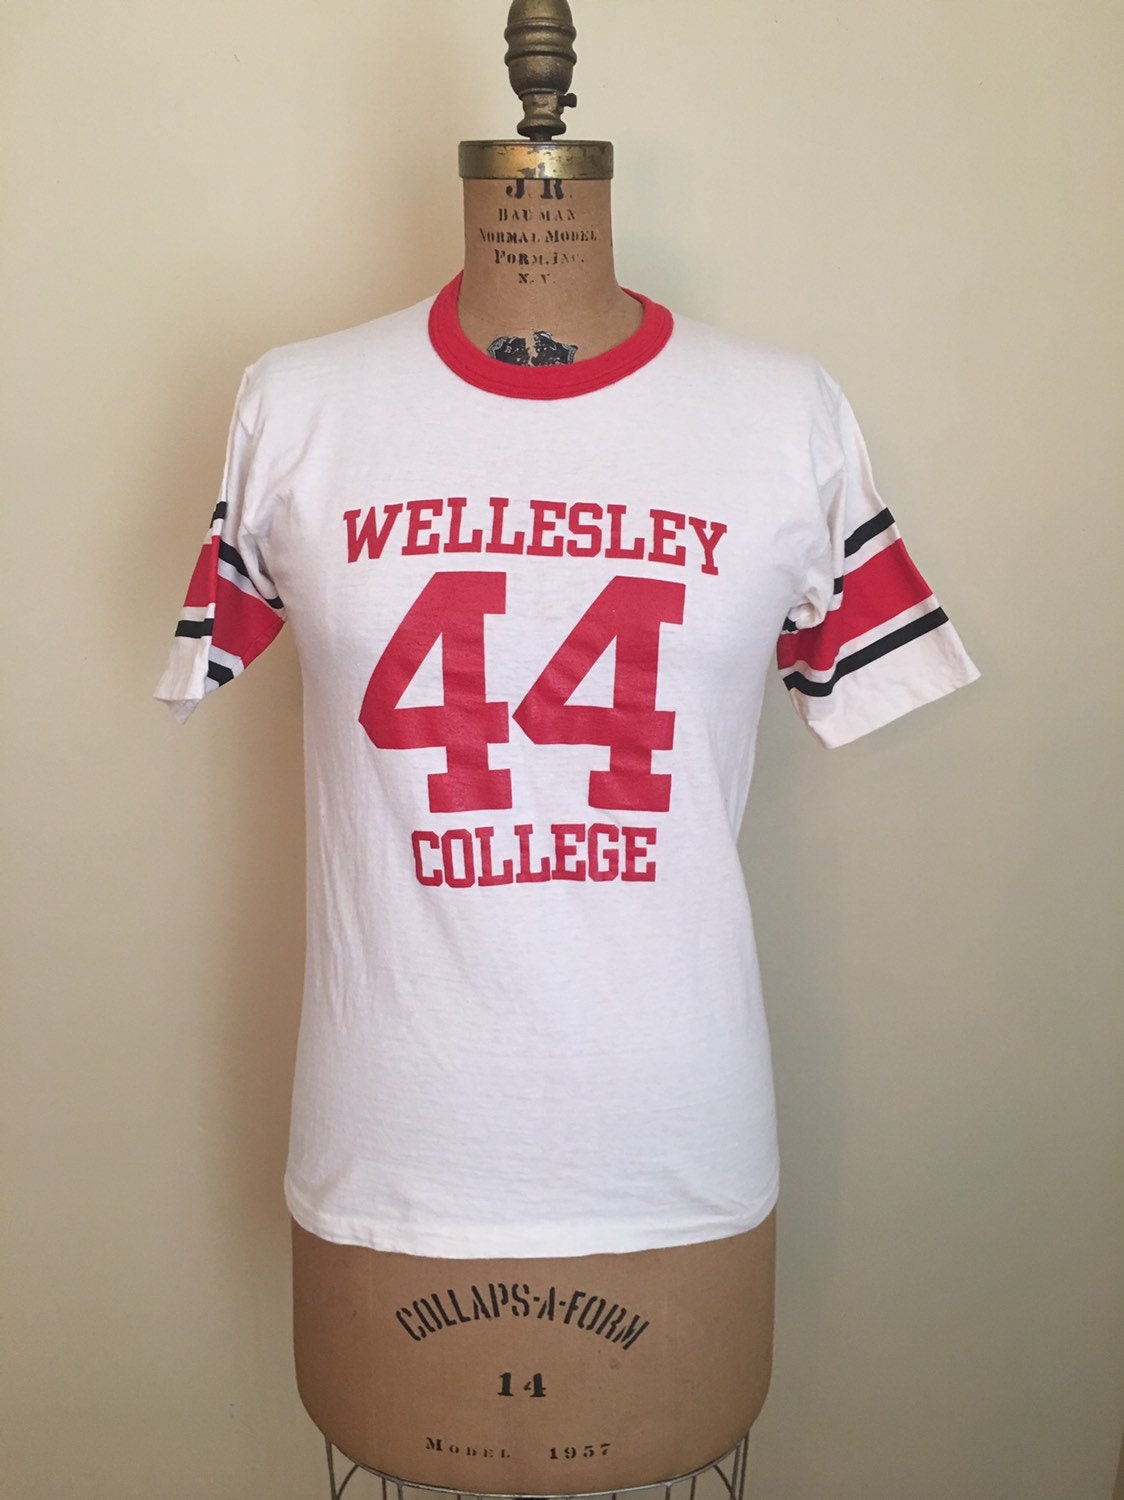 J.R.
BAUMAN
NORMAL MODEL
FORM, INC.
N.Y.
WELLESLEY
44
COLLEGE
COLLAPS-A-FORM
14
MODEL 1957